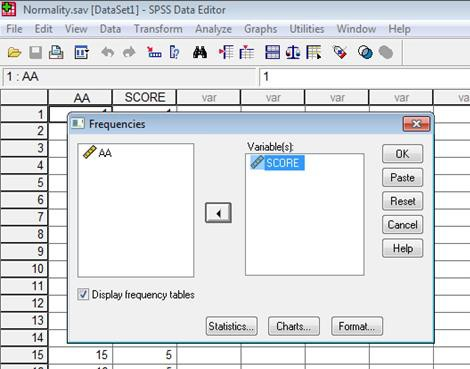 Normality.sav [DataSet1] - SPSS Data Editor
File Edit View Data Transform Analyze Graphs Utilities Window Help
1 : AA 1
AA SCORE var var var var var
1
2
3
4
5
6
7
8
9
10
11
12
13
14
15 15 5
Frequencies
AA
Variable(s):
SCORE
OK
Paste
Reset
Cancel
Help
Display frequency tables
Statistics... Charts... Format...